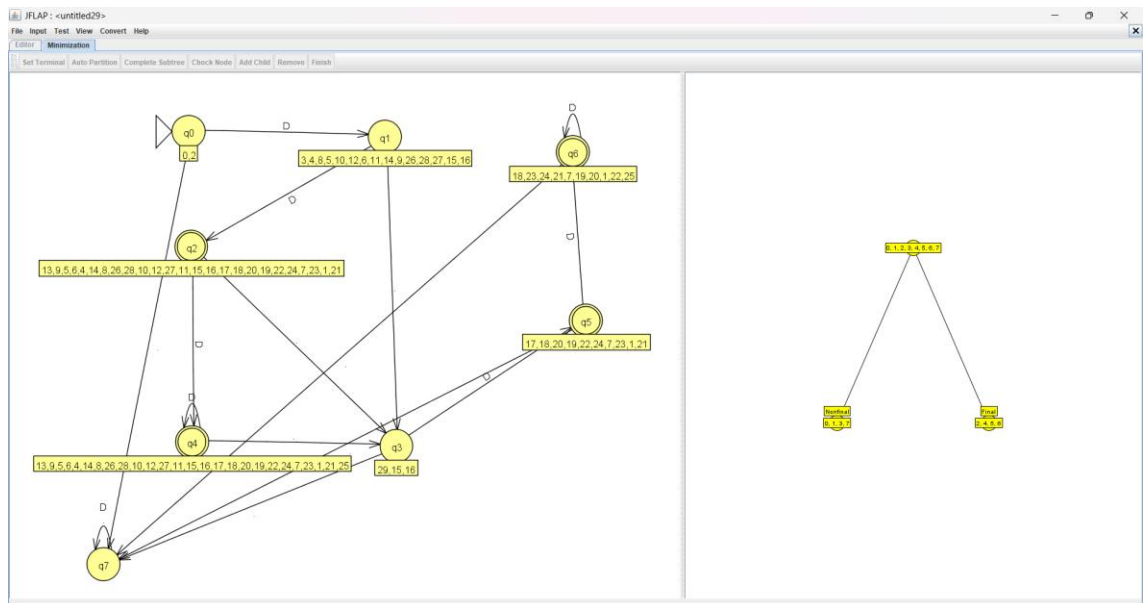 JFLAP : <untitled29>
File Input Test View Convert Help
Editor Minimization
Set Terminal Auto Partition Complete Subtree Check Node Add Child Remove Finish
q0
0,2
D
q1
3,4,8,5,10,12,6,11,14,9,26,28,27,15,16
D
q6
18,23,24,21,7,19,20,1,22,25
D
q2
13,9,5,6,4,14,8,26,28,10,12,27,11,15,16,17,18,20,19,22,24,7,23,1,21
D
q5
17,18,20,19,22,24,7,23,1,21
D
D
D
q4
13,9,5,6,4,14,8,26,28,10,12,27,11,15,16,17,18,20,19,22,24,7,23,1,21,25
q3
29,15,16
D
q7
0, 1, 2, 3, 4, 5, 6, 7
Nonfinal
0, 1, 3, 7
Final
2, 4, 5, 6